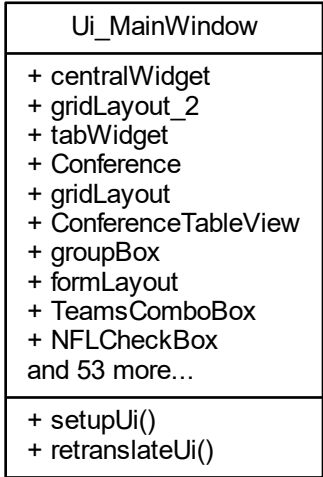 Ui_MainWindow
+ centralWidget
+ gridLayout_2
+ tabWidget
+ Conference
+ gridLayout
+ ConferenceTableView
+ groupBox
+ formLayout
+ TeamsComboBox
+ NFLCheckBox
and 53 more...
+ setupUi()
+ retranslateUi()